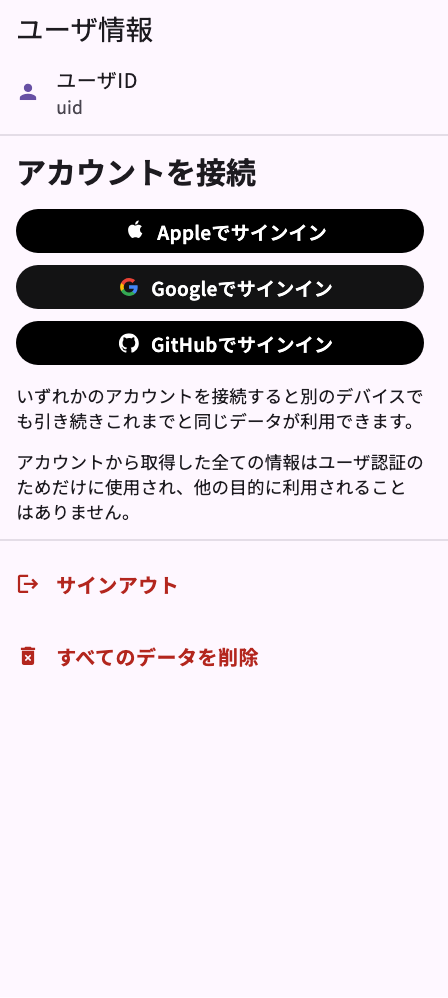 ユーザ情報
ユーザID
uid
アカウントを接続
Appleでサインイン
Googleでサインイン
GitHubでサインイン
いずれかのアカウントを接続すると別のデバイスで
も引き続きこれまでと同じデータが利用できます。
アカウントから取得した全ての情報はユーザ認証の
ためだけに使用され、他の目的に利用されること
はありません。
サインアウト
すべてのデータを削除